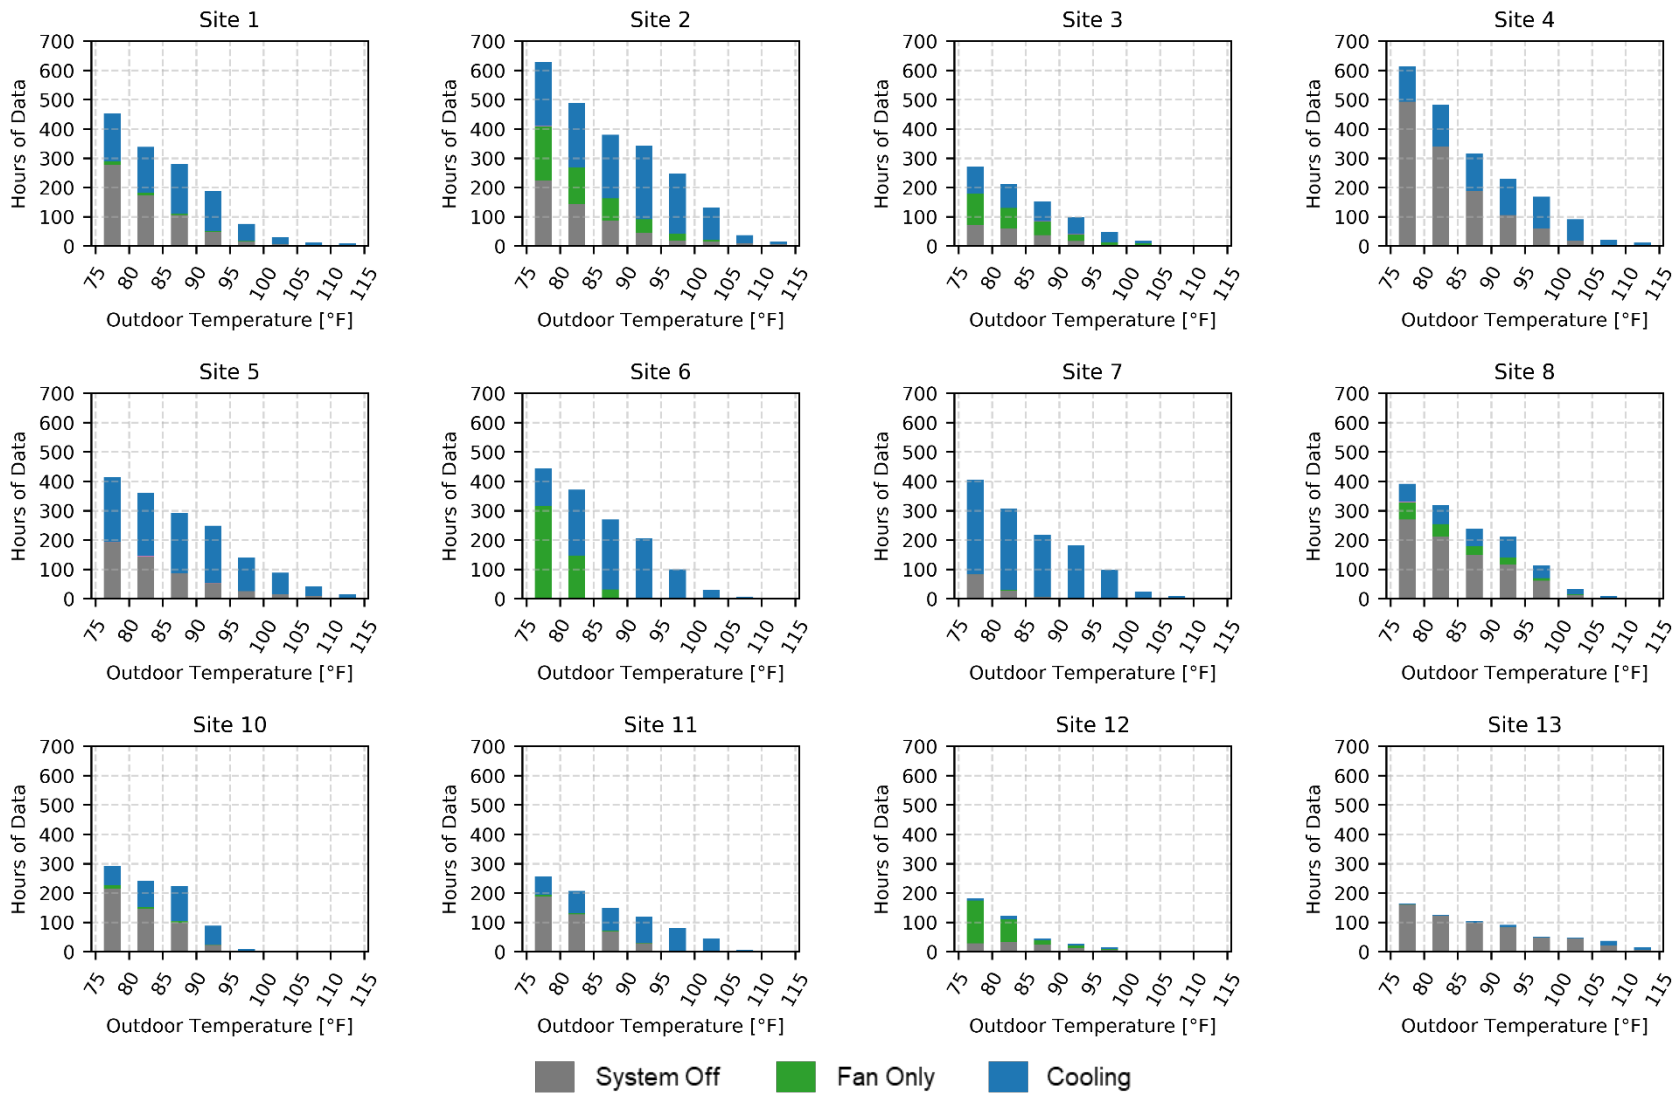 Site 1
700
600
500
400
300
200
100
0
Hours of Data
75 80 85 90 95 100 105 110 115
Outdoor Temperature [°F]
Site 2
700
600
500
400
300
200
100
0
Hours of Data
75 80 85 90 95 100 105 110 115
Outdoor Temperature [°F]
Site 3
700
600
500
400
300
200
100
0
Hours of Data
75 80 85 90 95 100 105 110 115
Outdoor Temperature [°F]
Site 4
700
600
500
400
300
200
100
0
Hours of Data
75 80 85 90 95 100 105 110 115
Outdoor Temperature [°F]
Site 5
700
600
500
400
300
200
100
0
Hours of Data
75 80 85 90 95 100 105 110 115
Outdoor Temperature [°F]
Site 6
700
600
500
400
300
200
100
0
Hours of Data
75 80 85 90 95 100 105 110 115
Outdoor Temperature [°F]
Site 7
700
600
500
400
300
200
100
0
Hours of Data
75 80 85 90 95 100 105 110 115
Outdoor Temperature [°F]
Site 8
700
600
500
400
300
200
100
0
Hours of Data
75 80 85 90 95 100 105 110 115
Outdoor Temperature [°F]
Site 10
700
600
500
400
300
200
100
0
Hours of Data
75 80 85 90 95 100 105 110 115
Outdoor Temperature [°F]
Site 11
700
600
500
400
300
200
100
0
Hours of Data
75 80 85 90 95 100 105 110 115
Outdoor Temperature [°F]
Site 12
700
600
500
400
300
200
100
0
Hours of Data
75 80 85 90 95 100 105 110 115
Outdoor Temperature [°F]
Site 13
700
600
500
400
300
200
100
0
Hours of Data
75 80 85 90 95 100 105 110 115
Outdoor Temperature [°F]
System Off Fan Only Cooling